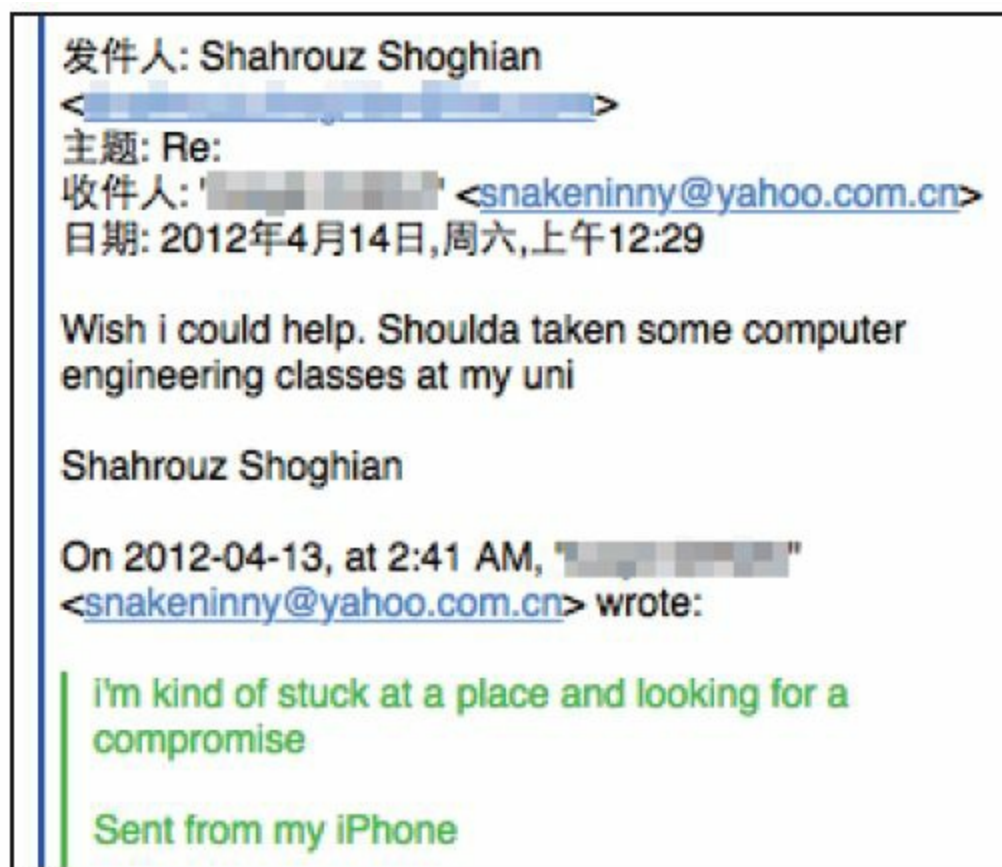 发件人: Shahrouz Shoghian
< >
主题: Re:
收件人: " " <snakeninny@yahoo.com.cn>
日期: 2012年4月14日,周六,上午12:29
Wish i could help. Shoulda taken some computer
engineering classes at my uni
Shahrouz Shoghian
On 2012-04-13, at 2:41 AM, " "
<snakeninny@yahoo.com.cn> wrote:
i'm kind of stuck at a place and looking for a
compromise
Sent from my iPhone